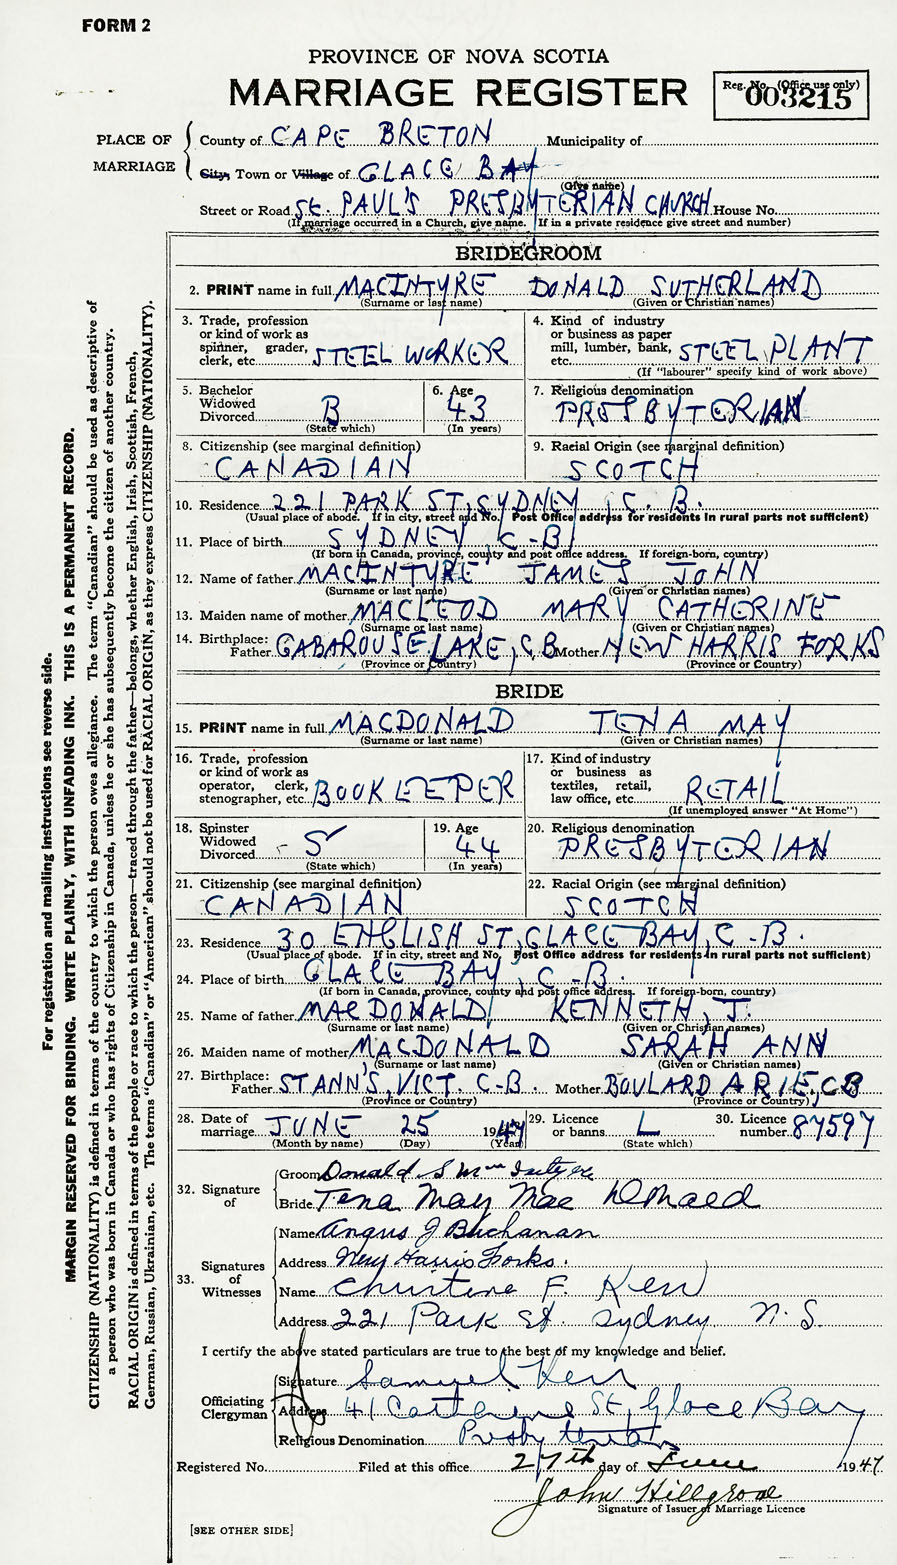 FORM 2
PROVINCE OF NOVA SCOTIA
MARRIAGE REGISTER
Reg. No. (Office use only)
003215
PLACE OF MARRIAGE
County of CAPE BRETON Municipality of
City, Town or Village of GLACE BAY
(Give name)
Street or Road ST. PAUL'S PRESBYTERIAN CHURCH House No.
(If marriage occurred in a Church, give name. If in a private residence give street and number)
BRIDEGROOM
2. PRINT name in full MACINTYRE DONALD SUTHERLAND
(Surname or last name) (Given or Christian names)
3. Trade, profession or kind of work as spinner, grader, clerk, etc. STEEL WORKER
4. Kind of industry or business as paper mill, lumber, bank, etc. STEEL PLANT
(If "labourer" specify kind of work above)
5. Bachelor Widowed Divorced B
(State which)
6. Age 43
(In years)
7. Religious denomination
PRESBYTERIAN
8. Citizenship (see marginal definition)
CANADIAN
9. Racial Origin (see marginal definition)
SCOTCH
10. Residence 221 PARK ST, SYDNEY, C.B.
(Usual place of abode. If in city, street and No. Post Office address for residents in rural parts not sufficient)
11. Place of birth SYDNEY, C-B
(If born in Canada, province, county and post office address. If foreign-born, country)
12. Name of father MACINTYRE JAMES JOHN
(Surname or last name) (Given or Christian names)
13. Maiden name of mother MACLEOD MARY CATHERINE
(Surname or last name) (Given or Christian names)
14. Birthplace: Father GABAROUSE LAKE, C B Mother NEW HARRIS FORKS
(Province or Country) (Province or Country)
BRIDE
15. PRINT name in full MACDONALD TENA MAY
(Surname or last name) (Given or Christian names)
16. Trade, profession or kind of work as operator, clerk, stenographer, etc. BOOKKEEPER
17. Kind of industry or business as textiles, retail, law office, etc. RETAIL
(If unemployed answer "At Home")
18. Spinster Widowed Divorced S
(State which)
19. Age 44
(In years)
20. Religious denomination
PRESBYTERIAN
21. Citizenship (see marginal definition)
CANADIAN
22. Racial Origin (see marginal definition)
SCOTCH
23. Residence 30 ENGLISH ST, GLACE BAY, C-B.
(Usual place of abode. If in city, street and No. Post Office address for residents in rural parts not sufficient)
24. Place of birth GLACE BAY, C-B.
(If born in Canada, province, county and post office address. If foreign-born, country)
25. Name of father MACDONALD KENNETH, J.
(Surname or last name) (Given or Christian names)
26. Maiden name of mother MACDONALD SARAH ANN
(Surname or last name) (Given or Christian names)
27. Birthplace: Father ST ANN'S, VICT. C-B. Mother BOULARDARIE, CB
(Province or Country) (Province or Country)
28. Date of marriage JUNE 25 1947
(Month by name) (Day) (Year)
29. Licence or banns L
(State which)
30. Licence number 87597
32. Signature of
Groom Donald S MacIntyre
Bride Tena May MacDonald
33. Signatures of Witnesses
Name Angus J Buchanan
Address New Harris Forks.
Name Christine F. Kerr
Address 221 Park St. Sydney N.S.
I certify the above stated particulars are true to the best of my knowledge and belief.
Officiating Clergyman
Signature Samuel Kerr
Address 41 Catherine St, Glace Bay
Religious Denomination Presbyterian
Registered No. Filed at this office 27th day of June 1947
John Hillgrove
Signature of Issuer of Marriage Licence
[SEE OTHER SIDE]
For registration and mailing instructions see reverse side.
MARGIN RESERVED FOR BINDING. WRITE PLAINLY, WITH UNFADING INK. THIS IS A PERMANENT RECORD.
CITIZENSHIP (NATIONALITY) is defined in terms of the country to which the person owes allegiance. The term "Canadian" should be used as descriptive of
a person who was born in Canada or who has rights of Citizenship in Canada, unless he or she has subsequently become the citizen of another country.
RACIAL ORIGIN is defined in terms of the people or race to which the person—traced through the father—belongs, whether English, Irish, Scottish, French,
German, Russian, Ukrainian, etc. The terms "Canadian" or "American" should not be used for RACIAL ORIGIN, as they express CITIZENSHIP (NATIONALITY).